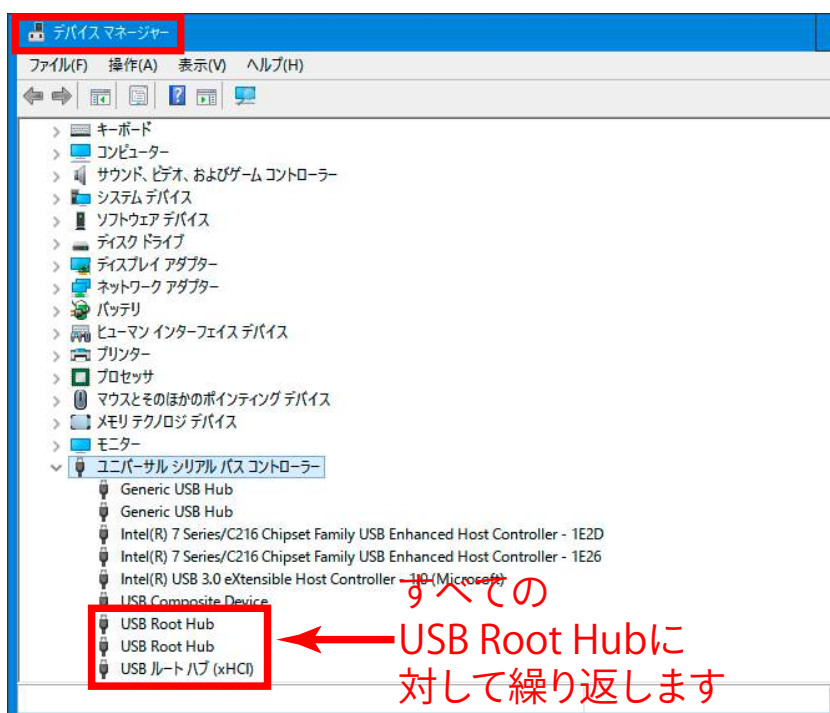 デバイス マネージャー
ファイル(F) 操作(A) 表示(V) ヘルプ(H)
キーボード
コンピューター
サウンド、ビデオ、およびゲーム コントローラー
システム デバイス
ソフトウェア デバイス
ディスク ドライブ
ディスプレイ アダプター
ネットワーク アダプター
バッテリ
ヒューマン インターフェイス デバイス
プリンター
プロセッサ
マウスとそのほかのポインティング デバイス
メモリ テクノロジ デバイス
モニター
ユニバーサル シリアル バス コントローラー
Generic USB Hub
Generic USB Hub
Intel(R) 7 Series/C216 Chipset Family USB Enhanced Host Controller - 1E2D
Intel(R) 7 Series/C216 Chipset Family USB Enhanced Host Controller - 1E26
Intel(R) USB 3.0 eXtensible Host Controller - 1.0 (Microsoft)
USB Composite Device
USB Root Hub
USB Root Hub
USB ルート ハブ (xHCI)
すべての
USB Root Hubに
対して繰り返します